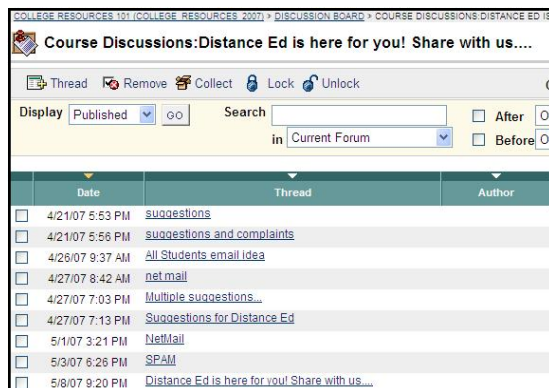 COLLEGE RESOURCES 101 (COLLEGE_RESOURCES_2007) > DISCUSSION BOARD > COURSE DISCUSSIONS:DISTANCE ED IS
Course Discussions:Distance Ed is here for you! Share with us....
Thread Remove Collect Lock Unlock
Display Published GO Search After
in Current Forum Before
Date Thread Author
4/21/07 5:53 PM suggestions
4/21/07 5:56 PM suggestions and complaints
4/26/07 9:37 AM All Students email idea
4/27/07 8:42 AM net mail
4/27/07 7:03 PM Multiple suggestions...
4/27/07 7:13 PM Suggestions for Distance Ed
5/1/07 3:21 PM NetMail
5/3/07 6:26 PM SPAM
5/8/07 9:20 PM Distance Ed is here for you! Share with us....